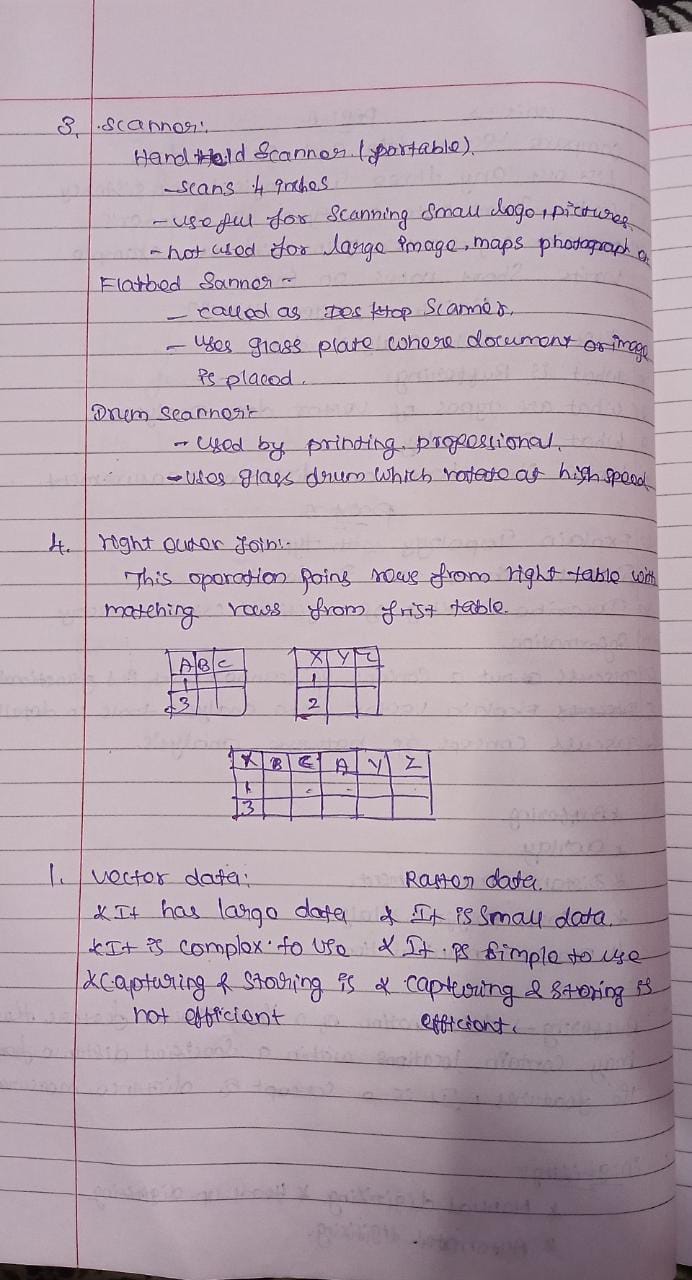 3. Scanner:
Hand Held Scanner (portable)
- scans 4 inches
- useful for Scanning Small logo, pictures
- not used for large image, maps photograph
Flatbed Sanner -
- called as Desktop Scanner.
- uses glass plate where document or image
is placed.
Drum Scanner:-
- used by printing professional.
- uses glass drum which rotate at high speed
4. right outer join:-
This operation joins rows from right table with
matching rows from frist table.
A B C X Y Z
1 1
3 2
X B C A Y Z
1
3
1. vector data: Raster data.
* It has large data * It is Small data.
* It is complex to use * It is Simple to use
* Capturing & Storing is * capturing & Storing is
not efficient efficient.